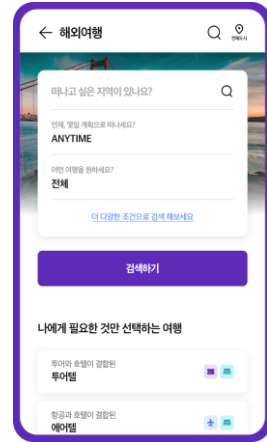 해외여행
떠나고 싶은 지역이 있나요?
언제, 몇일 계획으로 떠나세요?
ANYTIME
어떤 여행을 원하세요?
전체
더 다양한 조건으로 검색 해보세요
검색하기
나에게 필요한 것만 선택하는 여행
투어와 호텔이 결합된
투어텔
항공과 호텔이 결합된
에어텔